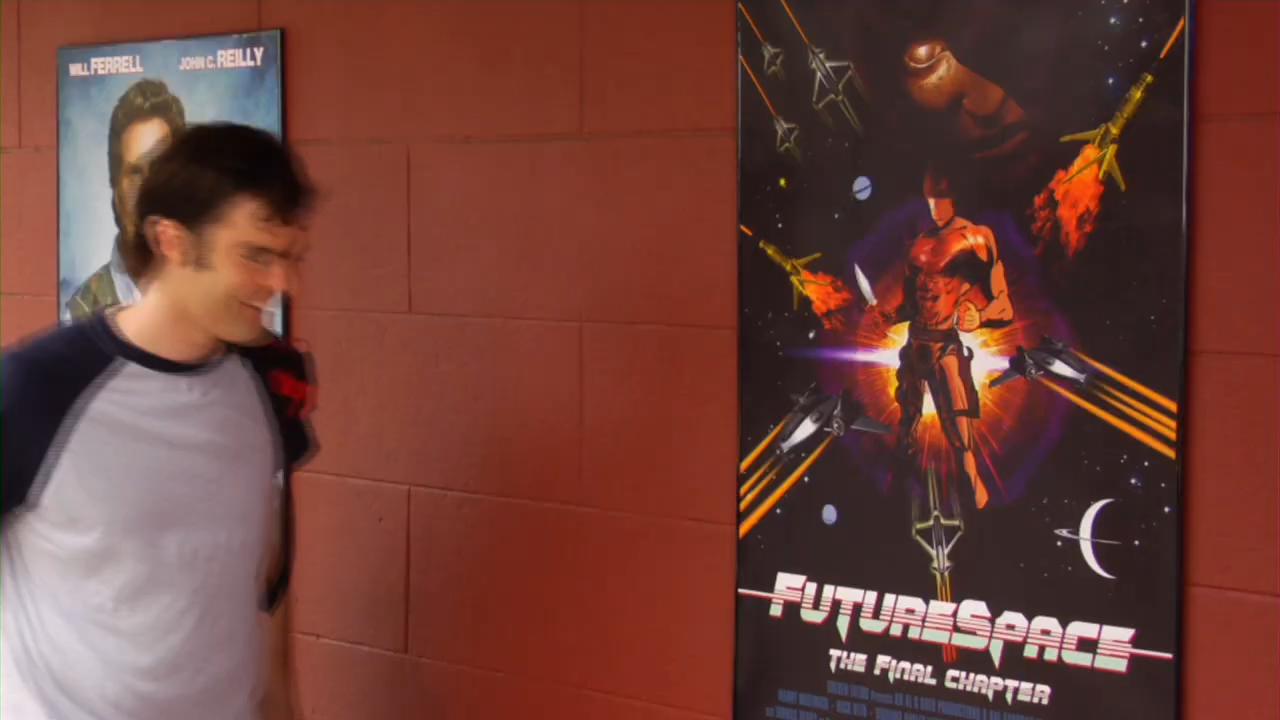 WILL FERRELL JOHN C. REILLY
FUTURESPACE
THE FINAL CHAPTER